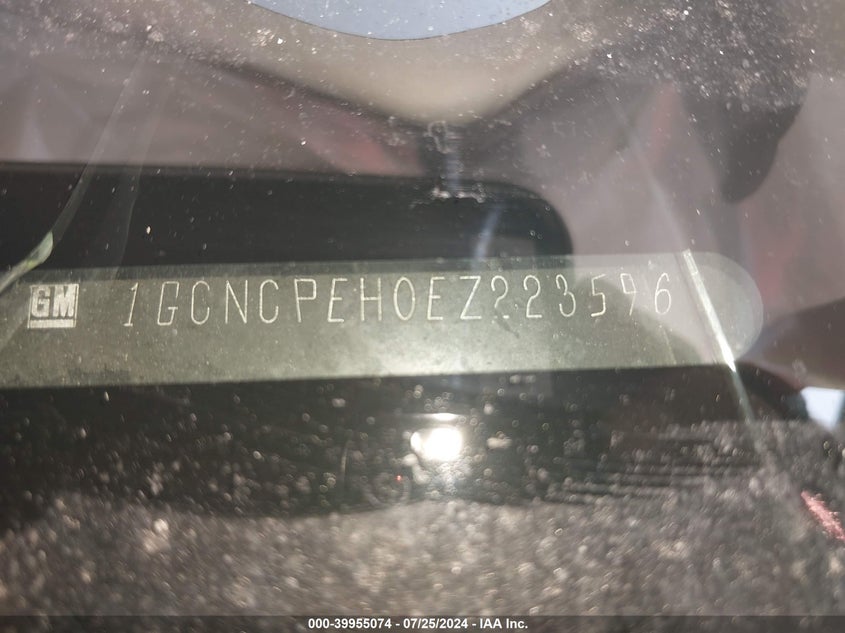 GM 1GCNCPEH0EZ223596
000-39955074 - 07/25/2024 - IAA Inc.